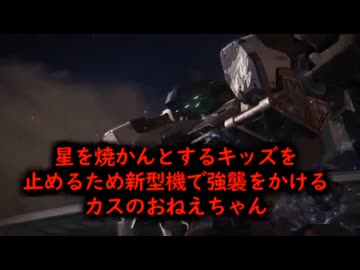 星を焼かんとするキッズを
止めるため新型機で強襲をかける
カスのおねえちゃん